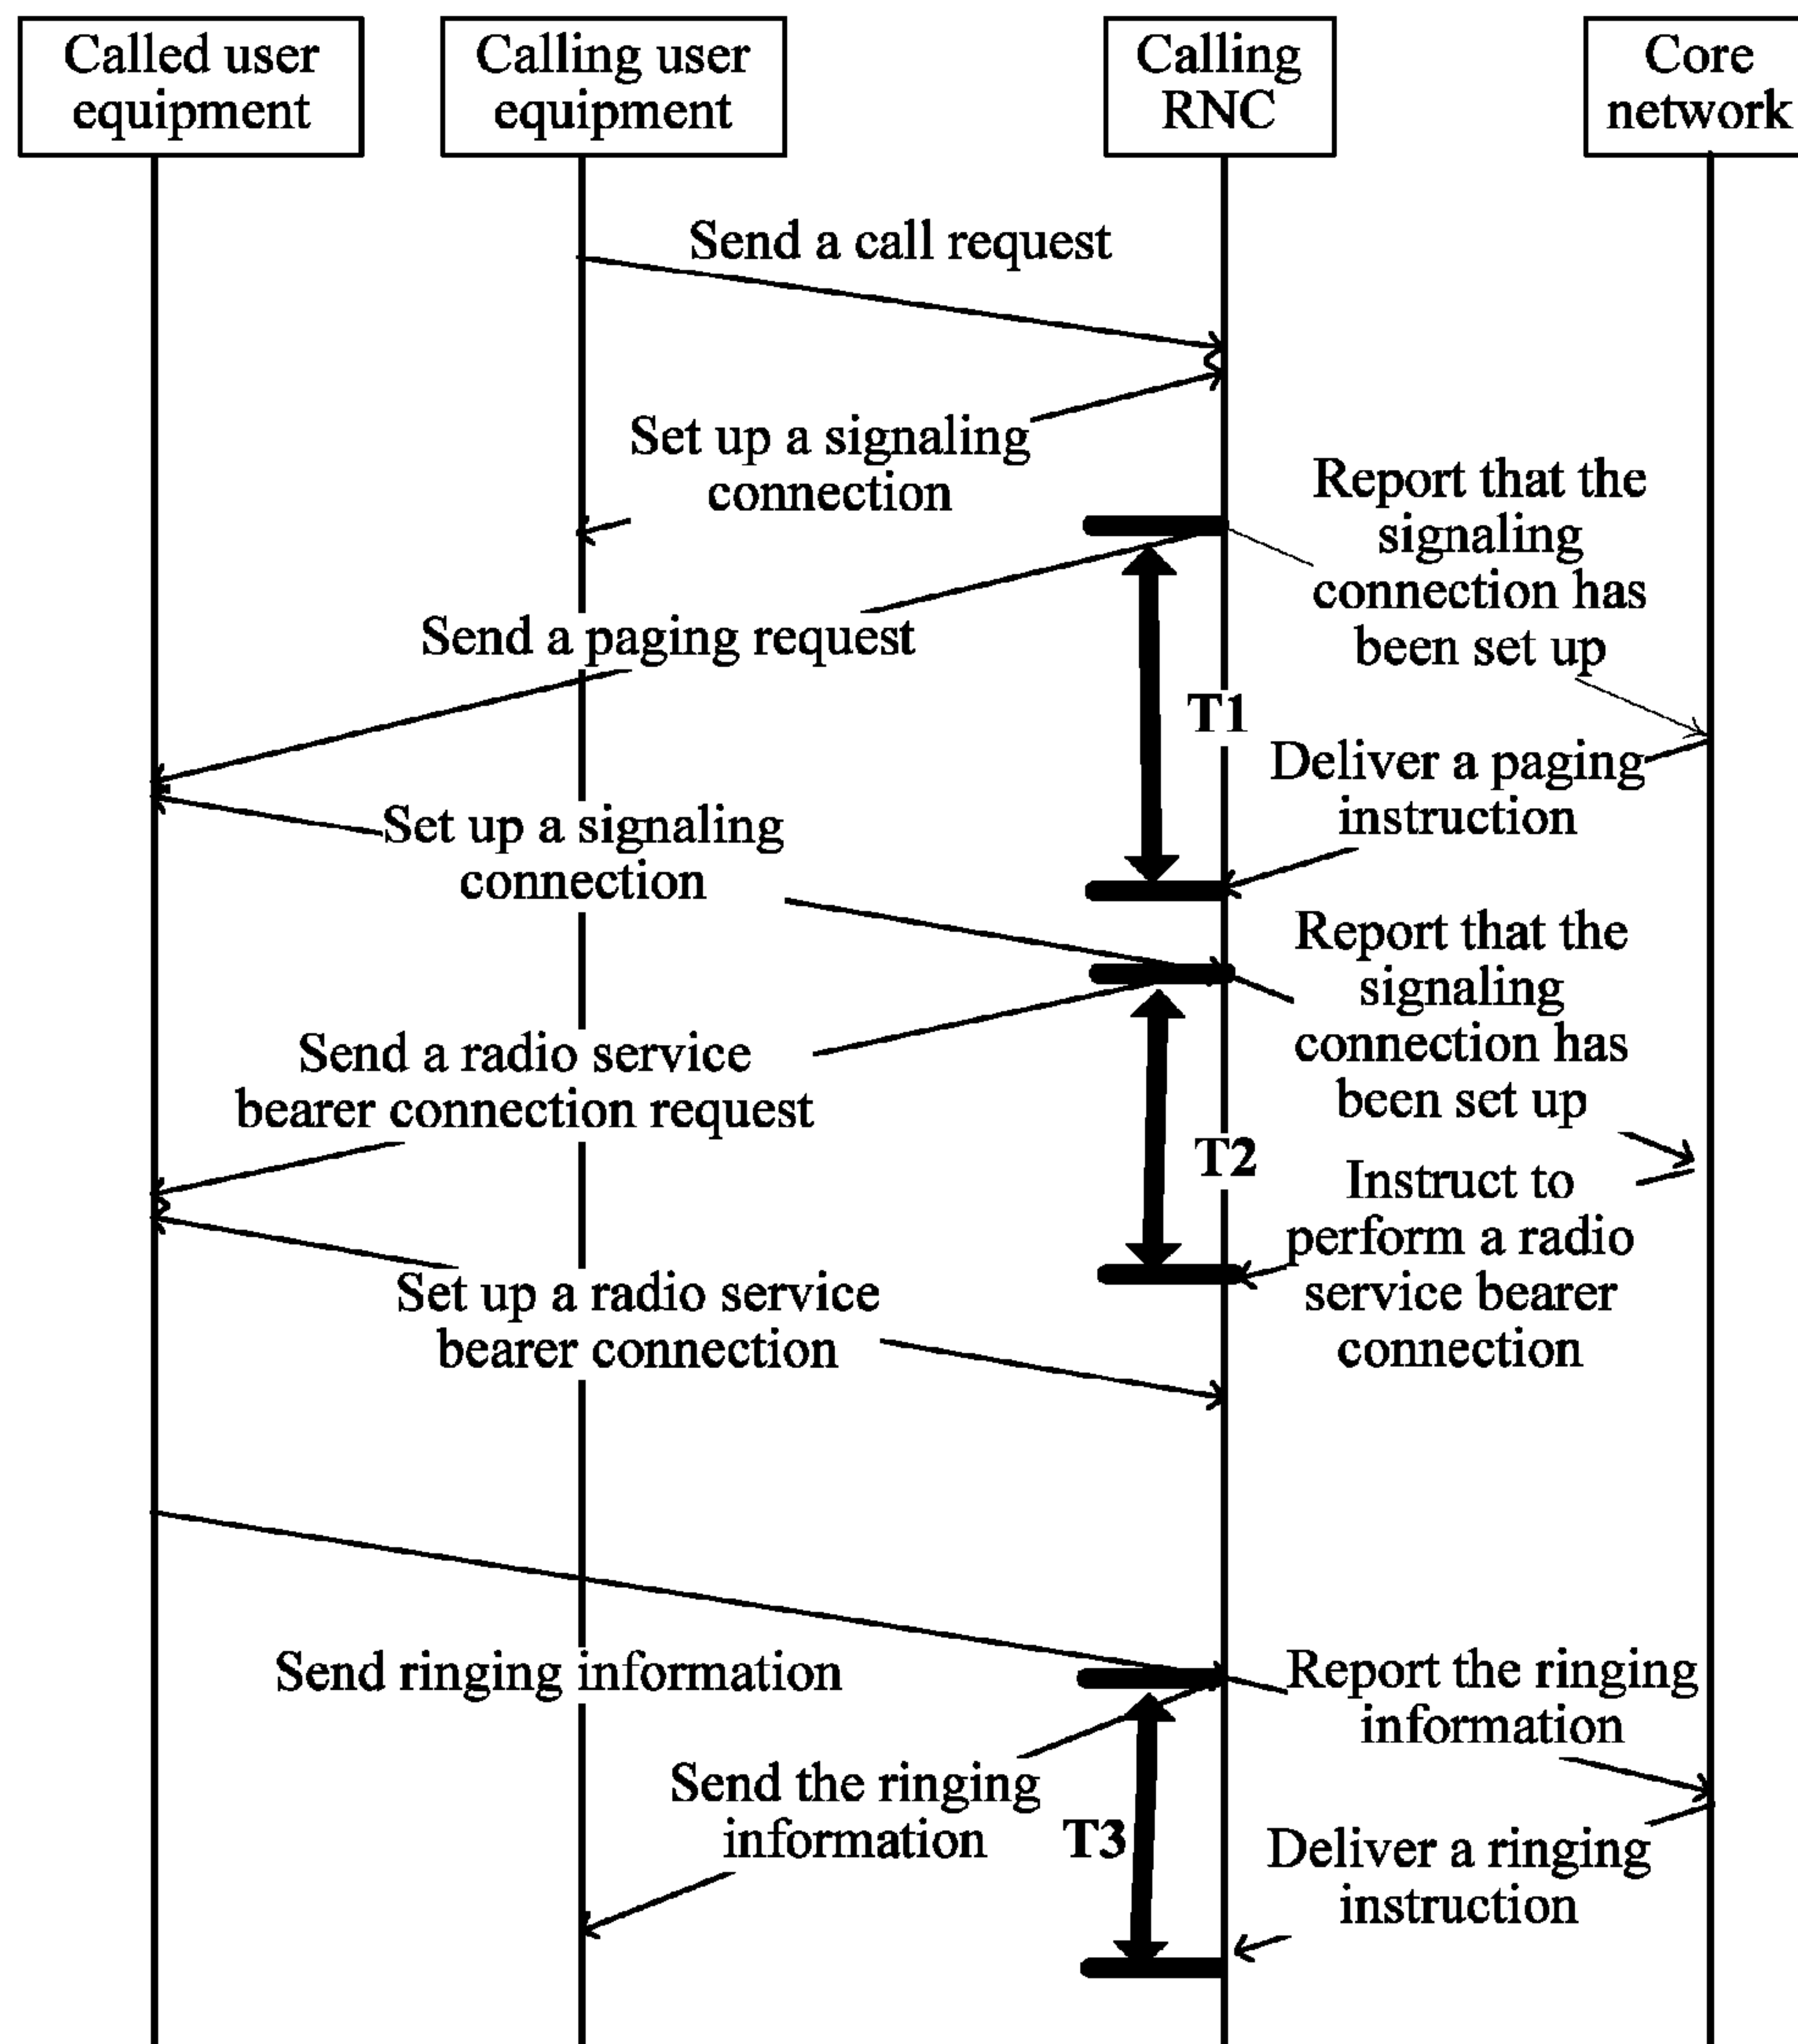 Called user
equipment
Calling user
equipment
Calling
RNC
Core
network
Send a call request
Set up a signaling
connection
Report that the
signaling
connection has
been set up
Send a paging request
T1
Deliver a paging
instruction
Set up a signaling
connection
Report that the
signaling
connection has
been set up
Send a radio service
bearer connection request
T2
Instruct to
perform a radio
service bearer
connection
Set up a radio service
bearer connection
Send ringing information
Report the ringing
information
Send the ringing
information
T3
Deliver a ringing
instruction